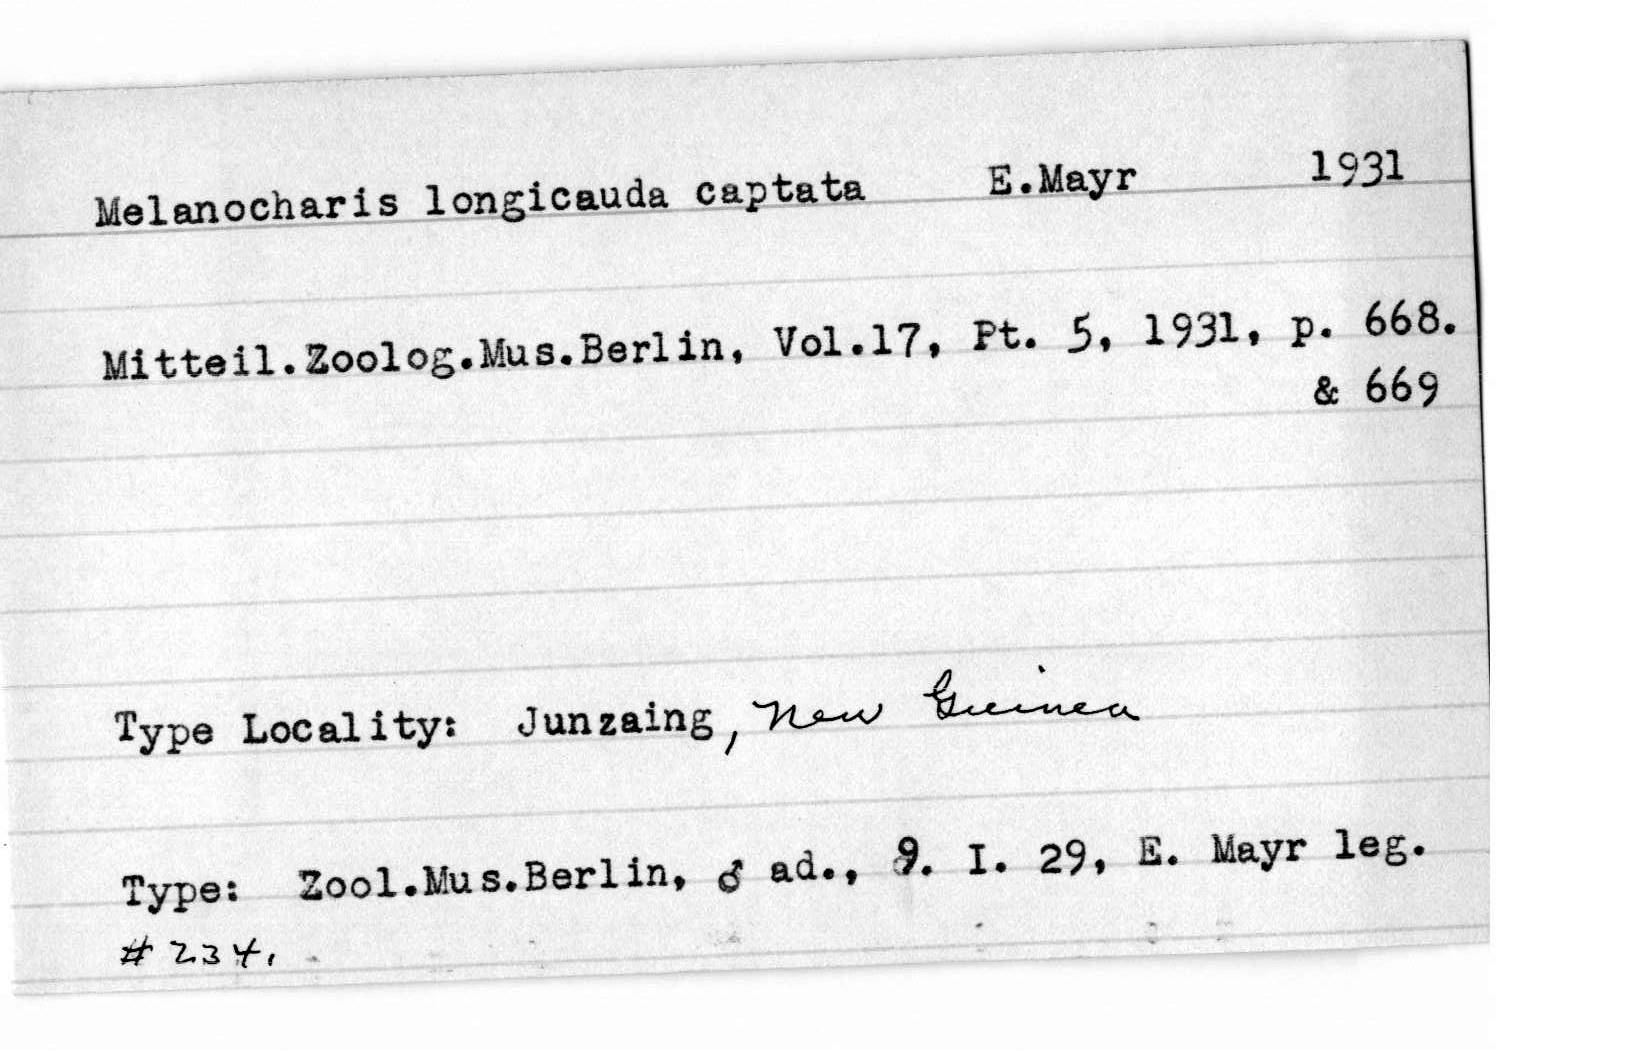 Melanocharis longicauda captata E.Mayr 1931
Mitteil.Zoolog.Mus.Berlin, Vol.17, Pt. 5, 1931, p. 668.
& 669
Type Locality: Junzaing, New Guinea
Type: Zool.Mus.Berlin, ♂ ad., 9. I. 29, E. Mayr leg.
# 234.